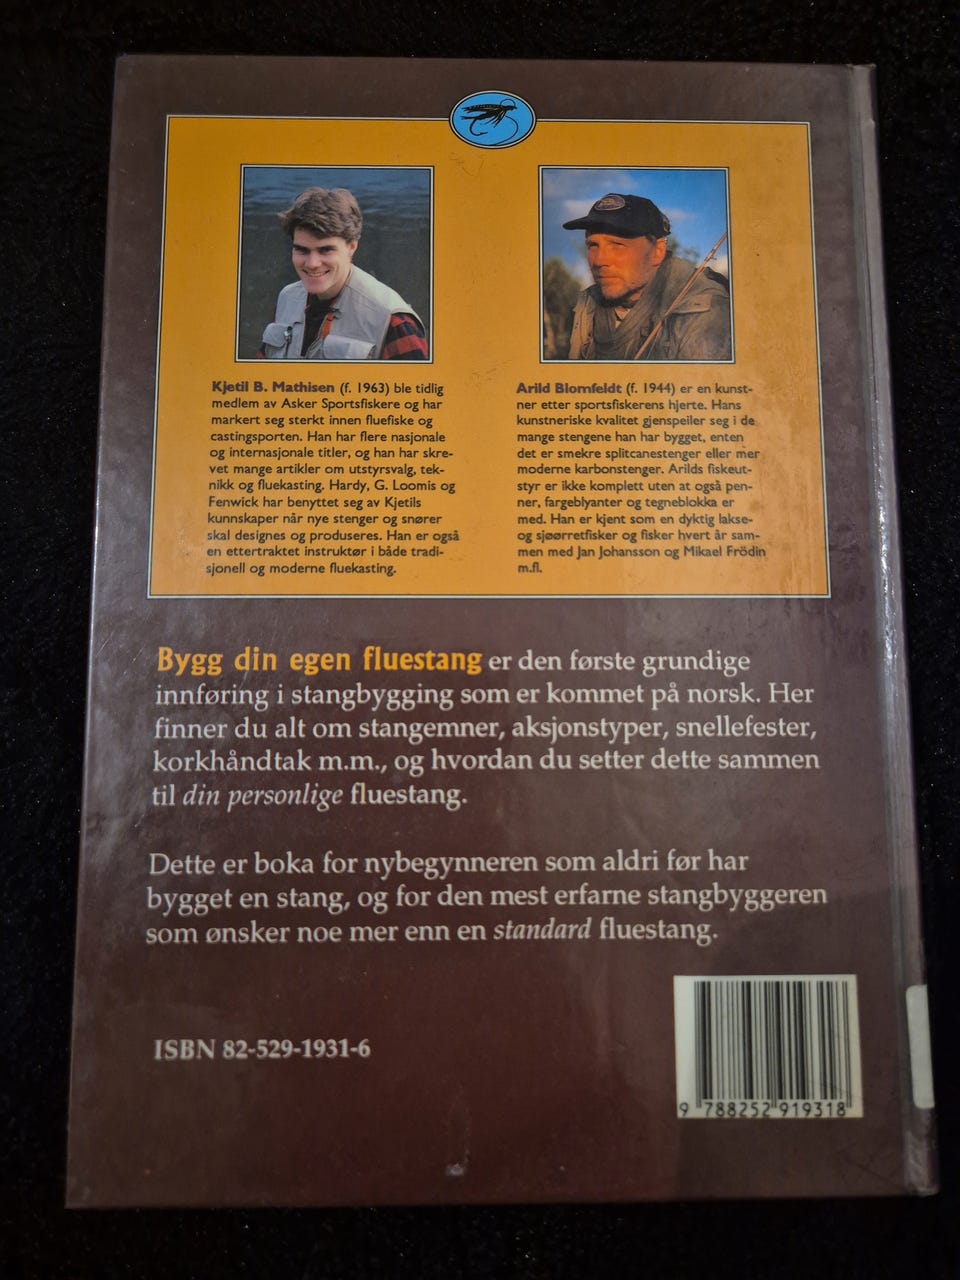 Kjetil B. Mathisen (f. 1963) ble tidlig
medlem av Asker Sportsfiskere og har
markert seg sterkt innen fluefiske og
castingsporten. Han har flere nasjonale
og internasjonale titler, og han har skre-
vet mange artikler om utstyrsvalg, tek-
nikk og fluekasting. Hardy, G. Loomis og
Fenwick har benyttet seg av Kjetils
kunnskaper når nye stenger og snører
skal designes og produseres. Han er også
en ettertraktet instruktør i både tradi-
sjonell og moderne fluekasting.
Arild Blomfeldt (f. 1944) er en kunst-
ner etter sportsfiskerens hjerte. Hans
kunstneriske kvalitet gjenspeiler seg i de
mange stengene han har bygget, enten
det er smekre splitcanestenger eller mer
moderne karbonstenger. Arilds fiskeut-
styr er ikke komplett uten at også pen-
ner, fargeblyanter og tegneblokka er
med. Han er kjent som en dyktig lakse-
og sjøørretfisker og fisker hvert år sam-
men med Jan Johansson og Mikael Frödin
m.fl.
Bygg din egen fluestang er den første grundige
innføring i stangbygging som er kommet på norsk. Her
finner du alt om stangemner, aksjonstyper, snellefester,
korkhåndtak m.m., og hvordan du setter dette sammen
til din personlige fluestang.
Dette er boka for nybegynneren som aldri før har
bygget en stang, og for den mest erfarne stangbyggeren
som ønsker noe mer enn en standard fluestang.
ISBN 82-529-1931-6
9 788252 919318